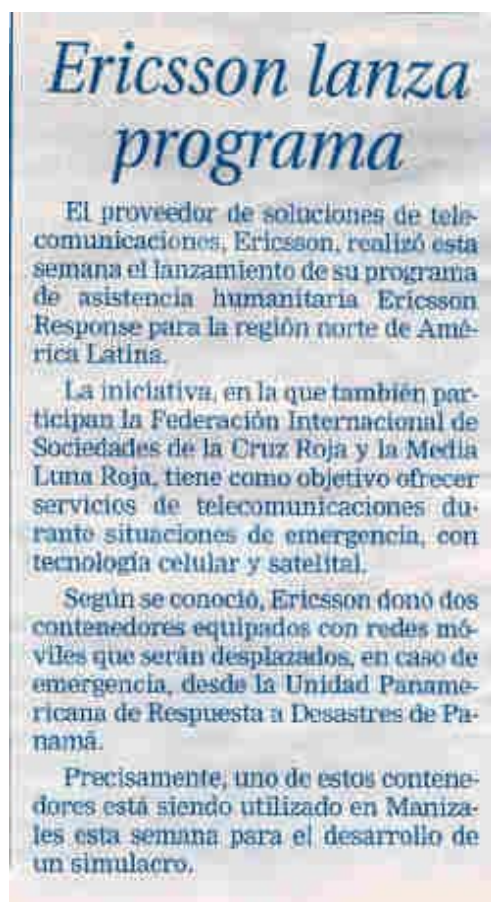 Ericsson lanza
programa
El proveedor de soluciones de tele-
comunicaciones, Ericsson, realizó esta
semana el lanzamiento de su programa
de asistencia humanitaria Ericsson
Response para la región norte de Amé-
rica Latina.
La iniciativa, en la que también par-
ticipan la Federación Internacional de
Sociedades de la Cruz Roja y la Media
Luna Roja, tiene como objetivo ofrecer
servicios de telecomunicaciones du-
rante situaciones de emergencia, con
tecnología celular y satelital.
Según se conoció, Ericsson donó dos
contenedores equipados con redes mó-
viles que serán desplazados, en caso de
emergencia, desde la Unidad Paname-
ricana de Respuesta a Desastres de Pa-
namá.
Precisamente, uno de estos contene-
dores está siendo utilizado en Maniza-
les esta semana para el desarrollo de
un simulacro.